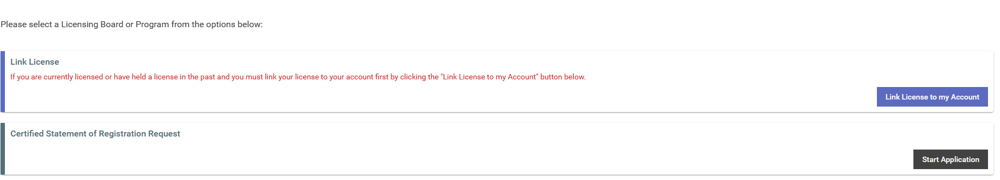 Please select a Licensing Board or Program from the options below:
Link License
If you are currently licensed or have held a license in the past and you must link your license to your account first by clicking the "Link License to my Account" button below.
Link License to my Account
Certified Statement of Registration Request
Start Application